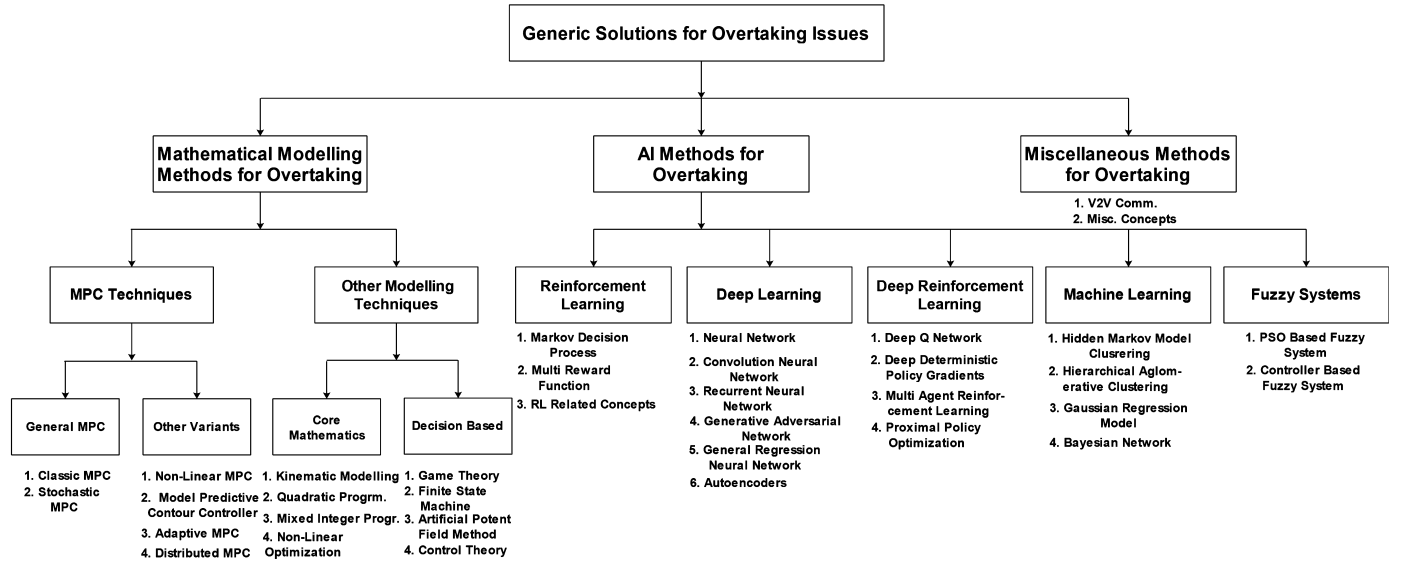 Generic Solutions for Overtaking Issues
Mathematical Modelling
Methods for Overtaking
AI Methods for
Overtaking
Miscellaneous Methods
for Overtaking
1. V2V Comm.
2. Misc. Concepts
MPC Techniques
Other Modelling
Techniques
Reinforcement
Learning
Deep Learning
Deep Reinforcement
Learning
Machine Learning
Fuzzy Systems
1. Markov Decision
Process
2. Multi Reward
Function
3. RL Related Concepts
1. Neural Network
2. Convolution Neural
Network
3. Recurrent Neural
Network
4. Generative Adversarial
Network
5. General Regression
Neural Network
6. Autoencoders
1. Deep Q Network
2. Deep Deterministic
Policy Gradients
3. Multi Agent Reinfor-
cement Learning
4. Proximal Policy
Optimization
1. Hidden Markov Model
Clusrering
2. Hierarchical Aglom-
erative Clustering
3. Gaussian Regression
Model
4. Bayesian Network
1. PSO Based Fuzzy
System
2. Controller Based
Fuzzy System
General MPC
Other Variants
Core
Mathematics
Decision Based
1. Classic MPC
2. Stochastic
MPC
1. Non-Linear MPC
2. Model Predictive
Contour Controller
3. Adaptive MPC
4. Distributed MPC
1. Kinematic Modelling
2. Quadratic Progrm.
3. Mixed Integer Progr.
4. Non-Linear
Optimization
1. Game Theory
2. Finite State
Machine
3. Artificial Potent
Field Method
4. Control Theory